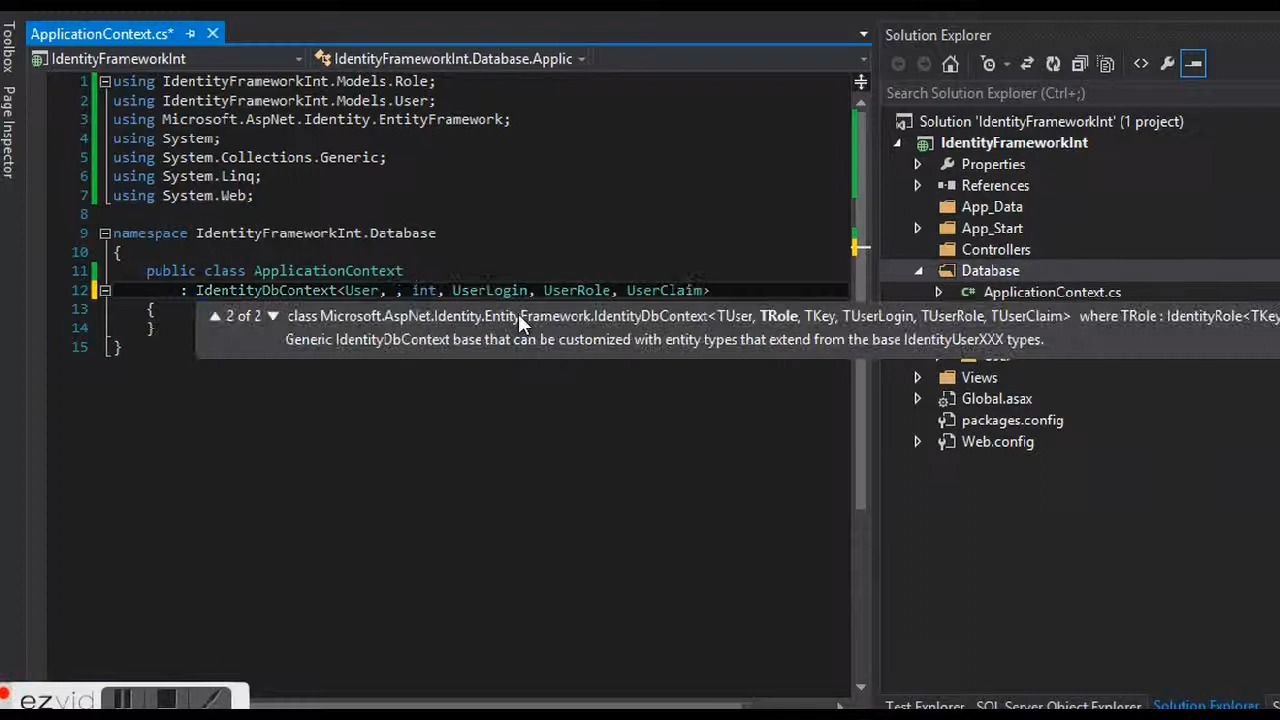 Toolbox
Page Inspector
ApplicationContext.cs*
IdentityFrameworkInt
IdentityFrameworkInt.Database.Applic
1 using IdentityFrameworkInt.Models.Role;
2 using IdentityFrameworkInt.Models.User;
3 using Microsoft.AspNet.Identity.EntityFramework;
4 using System;
5 using System.Collections.Generic;
6 using System.Linq;
7 using System.Web;
8
9 namespace IdentityFrameworkInt.Database
10 {
11 public class ApplicationContext
12 : IdentityDbContext<User, , int, UserLogin, UserRole, UserClaim>
13 {
14 }
15 }
2 of 2 class Microsoft.AspNet.Identity.EntityFramework.IdentityDbContext<TUser, TRole, TKey, TUserLogin, TUserRole, TUserClaim> where TRole : IdentityRole<TKey
Generic IdentityDbContext base that can be customized with entity types that extend from the base IdentityUserXXX types.
Solution Explorer
Search Solution Explorer (Ctrl+;)
Solution 'IdentityFrameworkInt' (1 project)
IdentityFrameworkInt
Properties
References
App_Data
App_Start
Controllers
Database
C# ApplicationContext.cs
Views
Global.asax
packages.config
Web.config
Test Explorer SQL Server Object Explorer Solution Explorer
ezvid